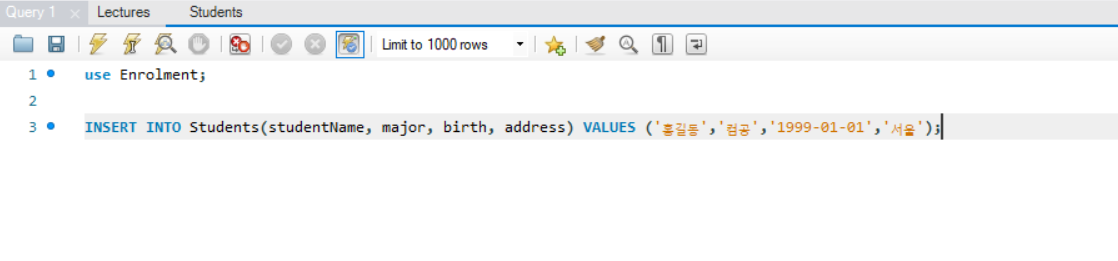 Query 1 Lectures Students
Limit to 1000 rows
1 use Enrolment;
2
3 INSERT INTO Students(studentName, major, birth, address) VALUES ('홍길동','컴공','1999-01-01','서울');